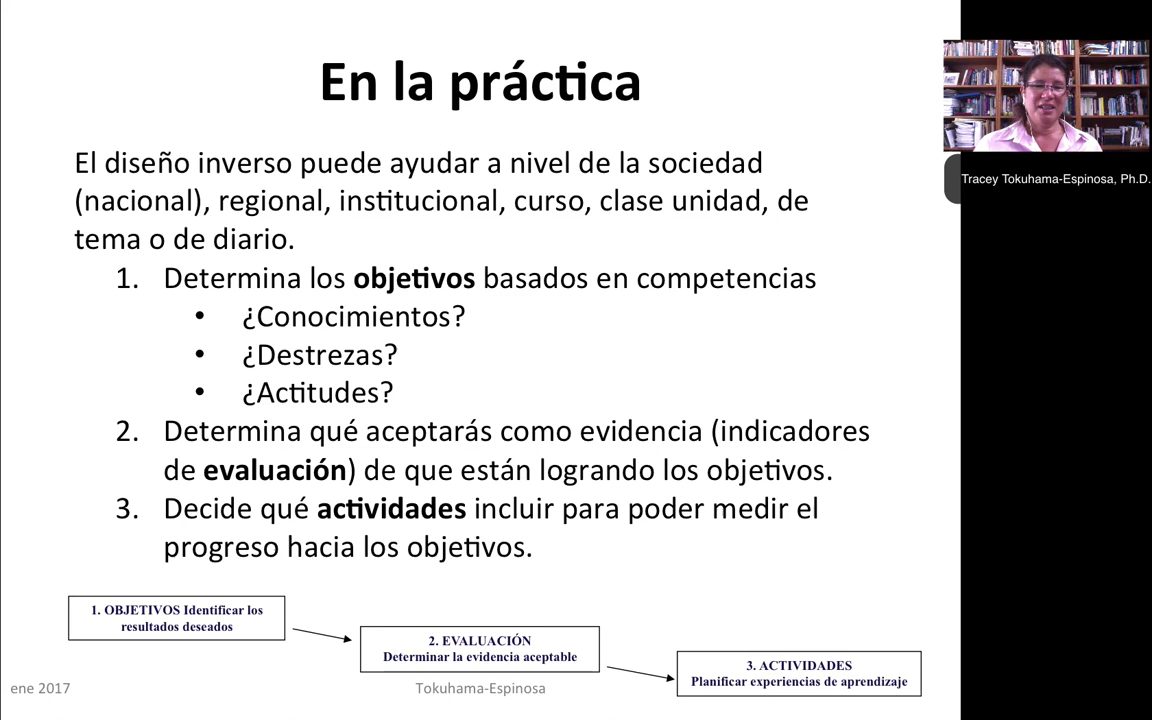 En la práctica
El diseño inverso puede ayudar a nivel de la sociedad
(nacional), regional, institucional, curso, clase unidad, de
tema o de diario.
1. Determina los objetivos basados en competencias
• ¿Conocimientos?
• ¿Destrezas?
• ¿Actitudes?
2. Determina qué aceptarás como evidencia (indicadores
de evaluación) de que están logrando los objetivos.
3. Decide qué actividades incluir para poder medir el
progreso hacia los objetivos.
1. OBJETIVOS Identificar los
resultados deseados
2. EVALUACIÓN
Determinar la evidencia aceptable
3. ACTIVIDADES
Planificar experiencias de aprendizaje
ene 2017
Tokuhama-Espinosa
Tracey Tokuhama-Espinosa, Ph.D.